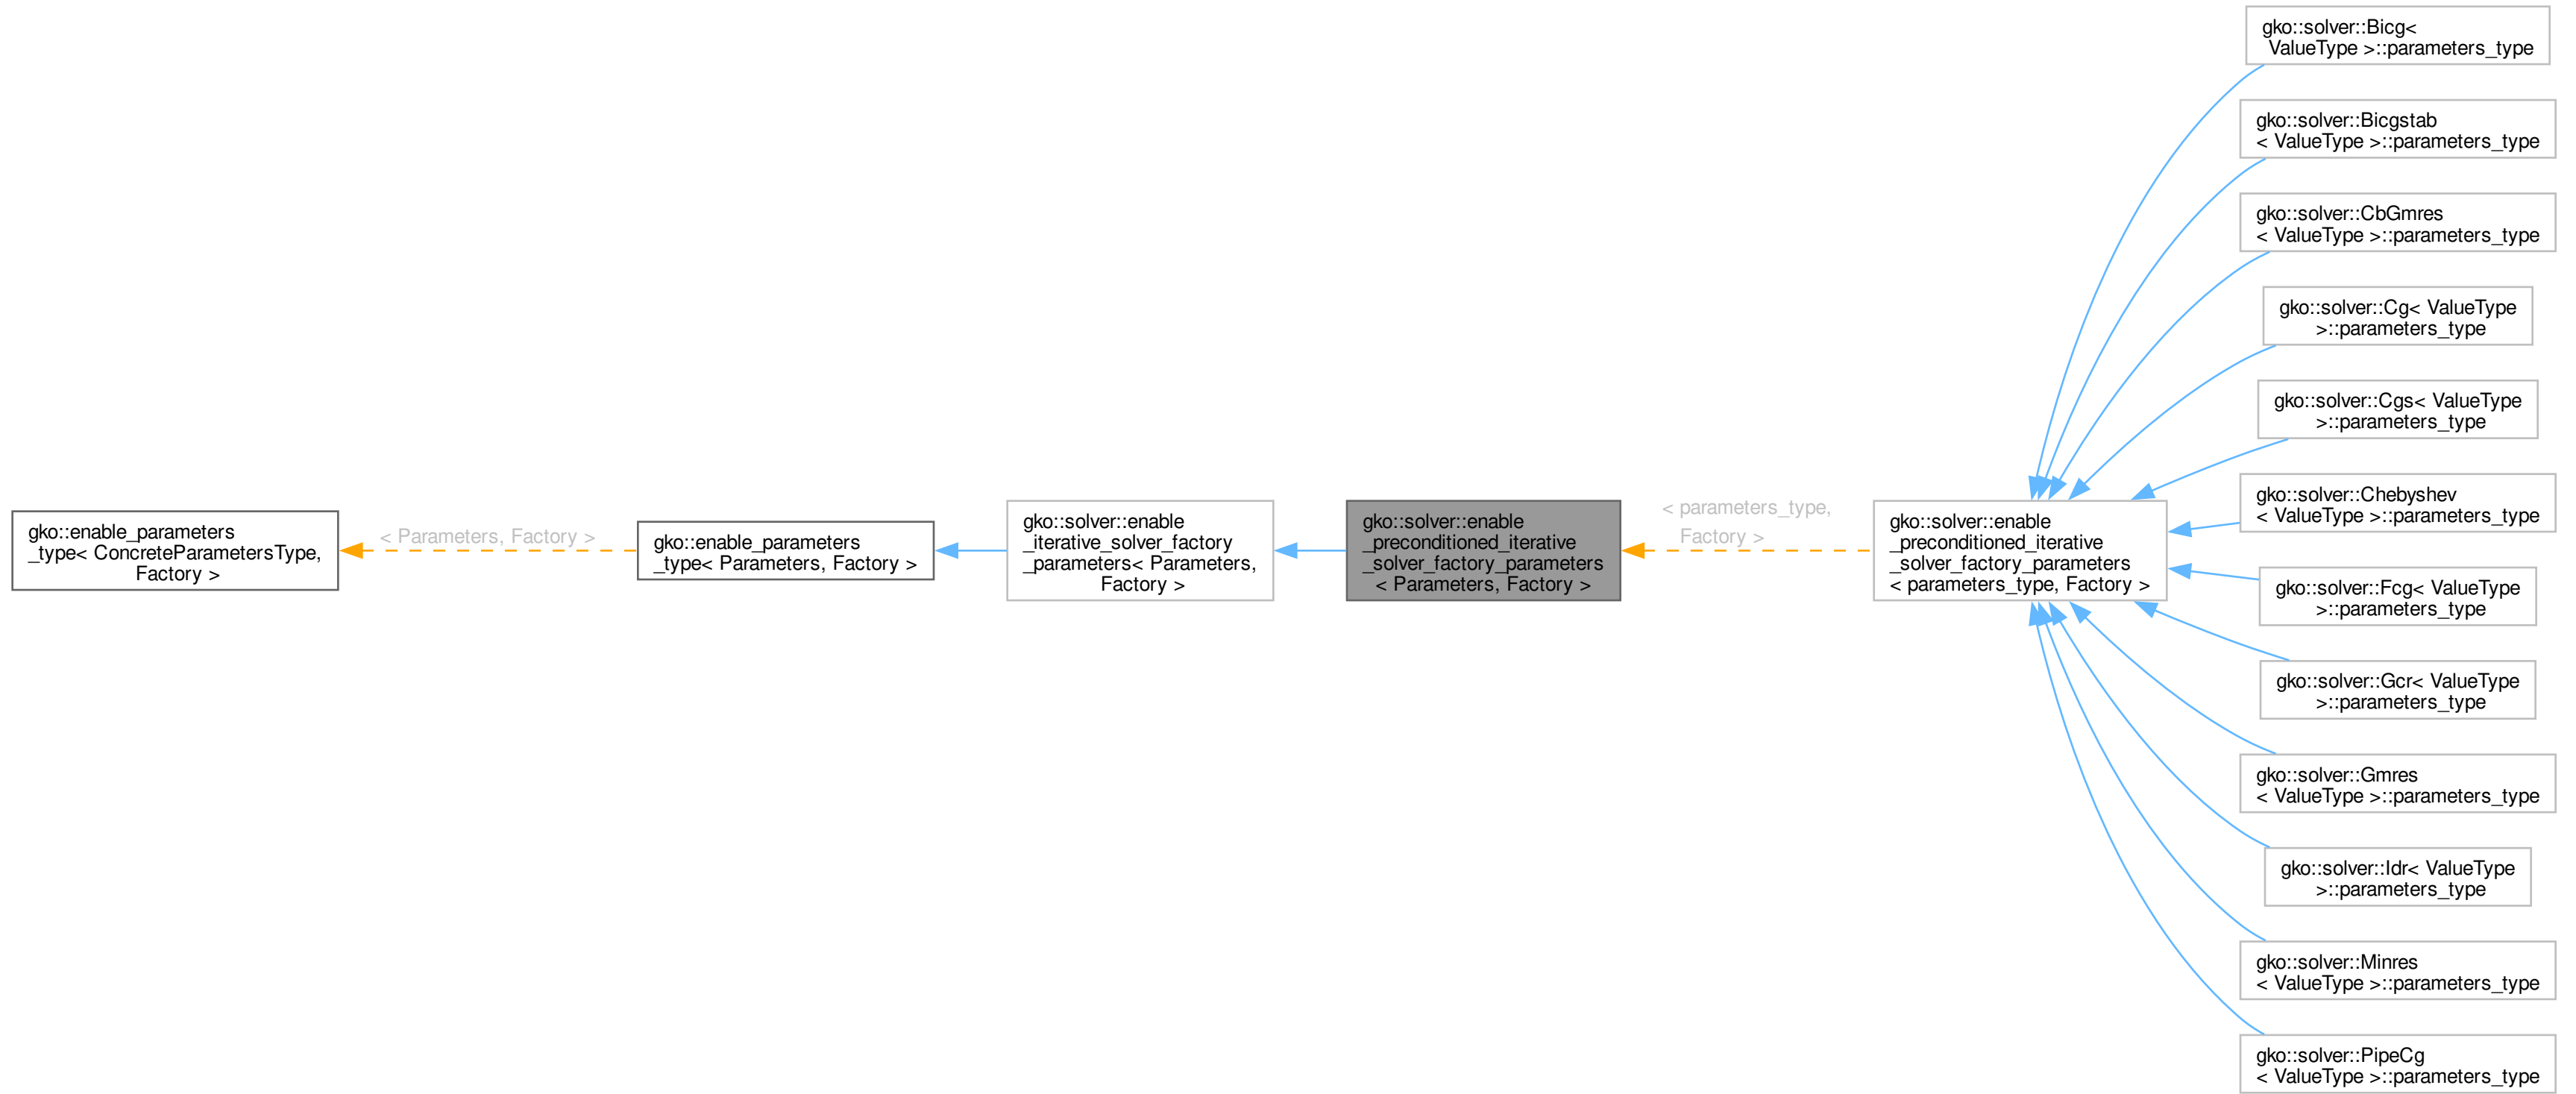 gko::enable_parameters
_type< ConcreteParametersType,
Factory >
< Parameters, Factory >
gko::enable_parameters
_type< Parameters, Factory >
gko::solver::enable
_iterative_solver_factory
_parameters< Parameters,
Factory >
gko::solver::enable
_preconditioned_iterative
_solver_factory_parameters
< Parameters, Factory >
< parameters_type,
Factory >
gko::solver::enable
_preconditioned_iterative
_solver_factory_parameters
< parameters_type, Factory >
gko::solver::Bicg<
ValueType >::parameters_type
gko::solver::Bicgstab
< ValueType >::parameters_type
gko::solver::CbGmres
< ValueType >::parameters_type
gko::solver::Cg< ValueType
>::parameters_type
gko::solver::Cgs< ValueType
>::parameters_type
gko::solver::Chebyshev
< ValueType >::parameters_type
gko::solver::Fcg< ValueType
>::parameters_type
gko::solver::Gcr< ValueType
>::parameters_type
gko::solver::Gmres
< ValueType >::parameters_type
gko::solver::Idr< ValueType
>::parameters_type
gko::solver::Minres
< ValueType >::parameters_type
gko::solver::PipeCg
< ValueType >::parameters_type